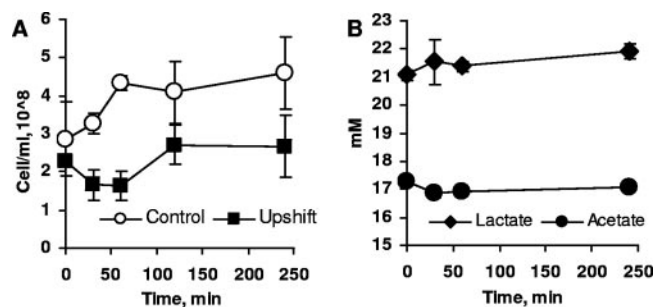 A
Cell/ml,10^8
6
5
4
3
2
1
0
Control
Upshift
0 50 100 150 200 250
Time, min
B
mM
23
22
21
20
19
18
17
16
15
Lactate
Acetate
0 50 100 150 200 250
Time, min